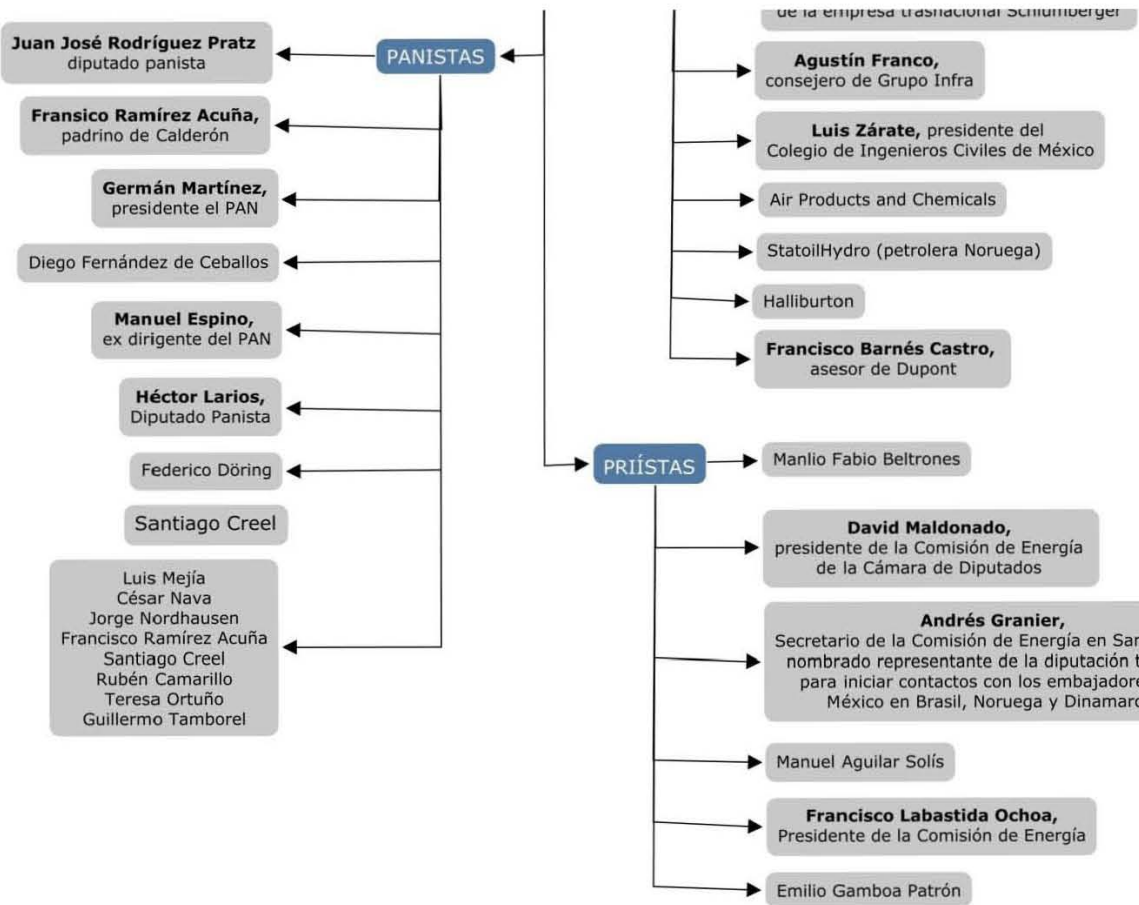 PANISTAS
Juan José Rodríguez Pratz
diputado panista
Fransico Ramírez Acuña,
padrino de Calderón
Germán Martínez,
presidente el PAN
Diego Fernández de Ceballos
Manuel Espino,
ex dirigente del PAN
Héctor Larios,
Diputado Panista
Federico Döring
Santiago Creel
Luis Mejía
César Nava
Jorge Nordhausen
Francisco Ramírez Acuña
Santiago Creel
Rubén Camarillo
Teresa Ortuño
Guillermo Tamborel
de la empresa trasnacional Schlumberger
Agustín Franco,
consejero de Grupo Infra
Luis Zárate, presidente del
Colegio de Ingenieros Civiles de México
Air Products and Chemicals
StatoilHydro (petrolera Noruega)
Halliburton
Francisco Barnés Castro,
asesor de Dupont
PRIÍSTAS
Manlio Fabio Beltrones
David Maldonado,
presidente de la Comisión de Energía
de la Cámara de Diputados
Andrés Granier,
Secretario de la Comisión de Energía en
nombrado representante de la diputación
para iniciar contactos con los
México en Brasil, Noruega y
Manuel Aguilar Solís
Francisco Labastida Ochoa,
Presidente de la Comisión de Energía
Emilio Gamboa Patrón